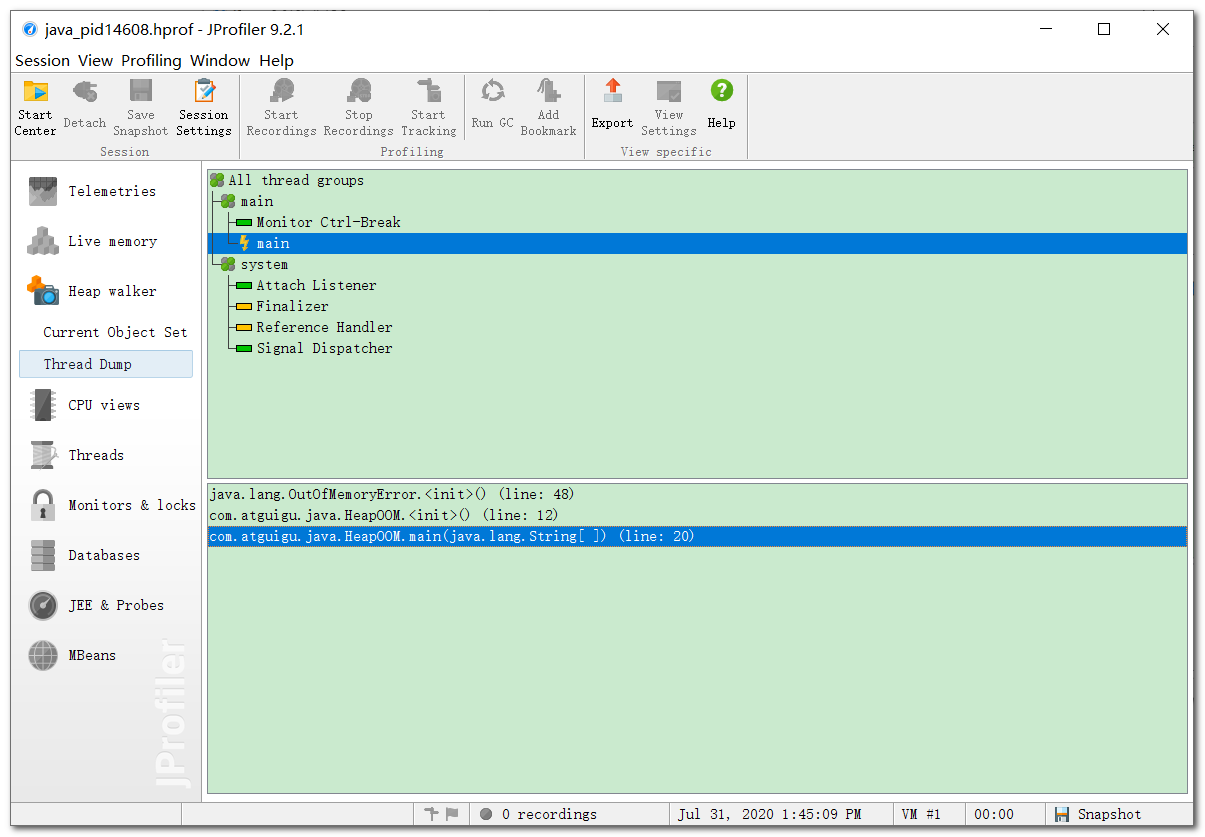 java_pid14608.hprof - JProfiler 9.2.1
Session View Profiling Window Help
Start Center
Detach
Save Snapshot
Session Settings
Start Recordings
Stop Recordings
Start Tracking
Run GC
Add Bookmark
Export
View Settings
Help
Session
Profiling
View specific
Telemetries
Live memory
Heap walker
Current Object Set
Thread Dump
CPU views
Threads
Monitors & locks
Databases
JEE & Probes
MBeans
JProfiler
All thread groups
main
Monitor Ctrl-Break
main
system
Attach Listener
Finalizer
Reference Handler
Signal Dispatcher
java.lang.OutOfMemoryError.<init>() (line: 48)
com.atguigu.java.HeapOOM.<init>() (line: 12)
com.atguigu.java.HeapOOM.main(java.lang.String[ ]) (line: 20)
0 recordings
Jul 31, 2020 1:45:09 PM
VM #1
00:00
Snapshot